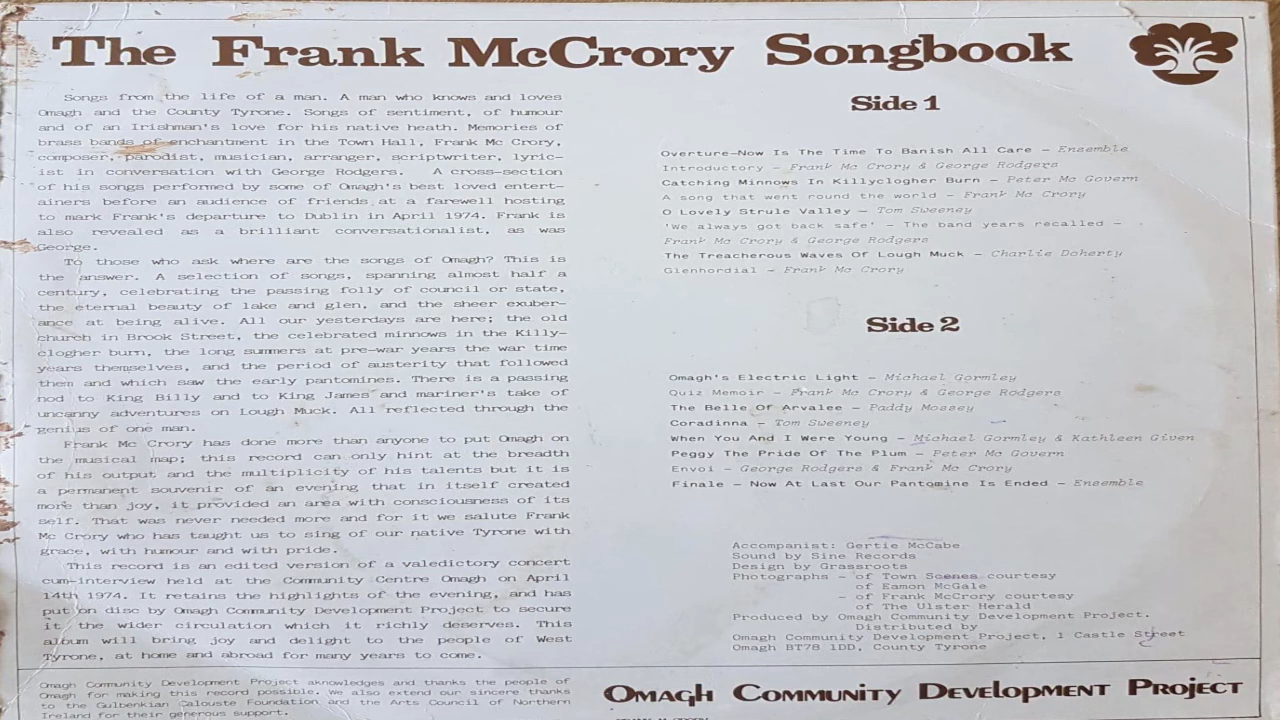 The Frank McCrory Songbook
Songs from the life of a man. A man who knows and loves
Omagh and the County Tyrone. Songs of sentiment, of humour
and of an Irishman's love for his native heath. Memories of
brass bands of enchantment in the Town Hall, Frank Mc Crory,
composer, parodist, musician, arranger, scriptwriter, lyric-
ist in conversation with George Rodgers. A cross-section
of his songs performed by some of Omagh's best loved entert-
ainers before an audience of friends at a farewell hosting
to mark Frank's departure to Dublin in April 1974. Frank is
also revealed as a brilliant conversationalist, as was
George.
To those who ask where are the songs of Omagh? This is
the answer. A selection of songs, spanning almost half a
century, celebrating the passing folly of council or state,
the eternal beauty of lake and glen, and the sheer exuber-
ance at being alive. All our yesterdays are here; the old
church in Brook Street, the celebrated minnows in the Killy-
clogher burn, the long summers at pre-war years the war time
years themselves, and the period of austerity that followed
them and which saw the early pantomines. There is a passing
nod to King Billy and to King James and mariner's take of
uncanny adventures on Lough Muck. All reflected through the
genius of one man.
Frank Mc Crory has done more than anyone to put Omagh on
the musical map; this record can only hint at the breadth
of his output and the multiplicity of his talents but it is
a permanent souvenir of an evening that in itself created
more than joy, it provided an area with consciousness of its
self. That was never needed more and for it we salute Frank
Mc Crory who has taught us to sing of our native Tyrone with
grace, with humour and with pride.
This record is an edited version of a valedictory concert
cum-interview held at the Community Centre Omagh on April
14th 1974. It retains the highlights of the evening, and has
put on disc by Omagh Community Development Project to secure
it the wider circulation which it richly deserves. This
album will bring joy and delight to the people of West
Tyrone, at home and abroad for many years to come.
Omagh Community Development Project aknowledges and thanks the people of
Omagh for making this record possible. We also extend our sincere thanks
to the Gulbenkian Calouste Foundation and the Arts Council of Northern
Ireland for their generous support.
Side 1
Overture-Now Is The Time To Banish All Care - Ensemble
Introductory - Frank Mc Crory & George Rodgers
Catching Minnows In Killyclogher Burn - Peter Mc Govern
A song that went round the world - Frank Mc Crory
O Lovely Strule Valley - Tom Sweeney
'We always got back safe' - The band years recalled -
Frank Mc Crory & George Rodgers
The Treacherous Waves Of Lough Muck - Charlie Doherty
Glenhordial - Frank Mc Crory
Side 2
Omagh's Electric Light - Michael Gormley
Quiz Memoir - Frank Mc Crory & George Rodgers
The Belle Of Arvalee - Paddy Mossey
Coradinna - Tom Sweeney
When You And I Were Young - Michael Gormley & Kathleen Given
Peggy The Pride Of The Plum - Peter Mc Govern
Envoi - George Rodgers & Frank Mc Crory
Finale - Now At Last Our Pantomine Is Ended - Ensemble
Accompanist: Gertie McCabe
Sound by Sine Records
Design by Grassroots
Photographs - of Town Scenes courtesy
of Eamon McGale
- of Frank McCrory courtesy
of The Ulster Herald
Produced by Omagh Community Development Project.
Distributed by
Omagh Community Development Project, 1 Castle Street
Omagh BT78 1DD, County Tyrone
Omagh Community Development Project